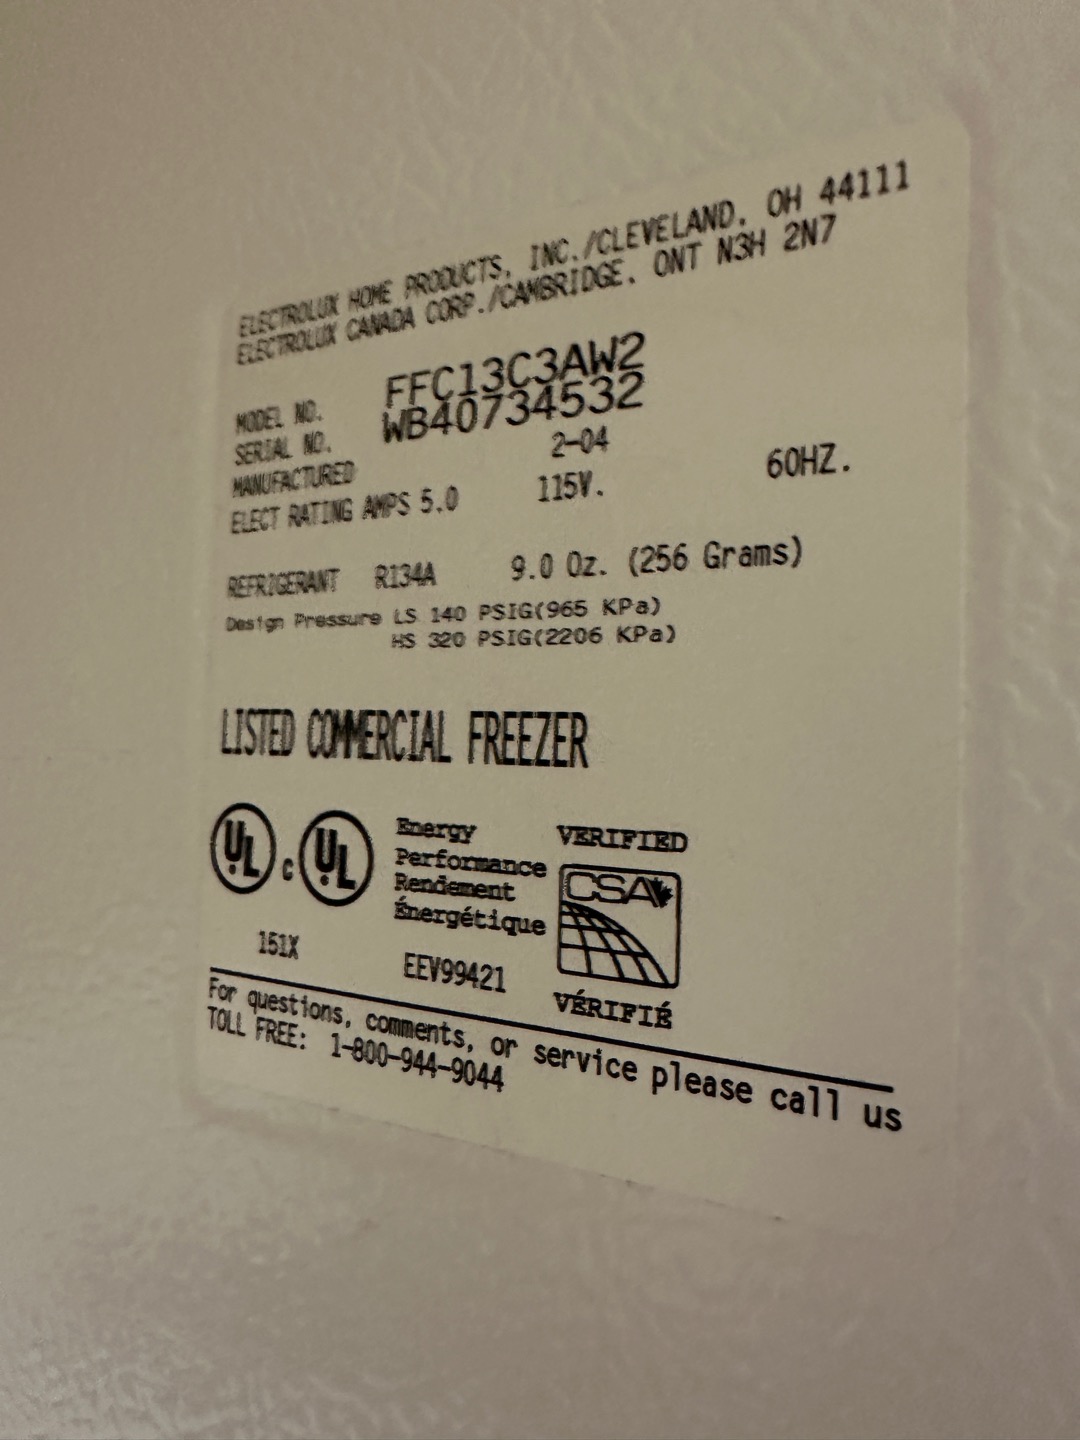 ELECTROLUX HOME PRODUCTS, INC./CLEVELAND, OH 44111
ELECTROLUX CANADA CORP./CAMBRIDGE, ONT N3H 2N7
MODEL NO. FFC13C3AW2
SERIAL NO. WB40734532
MANUFACTURED 2-04
ELECT RATING AMPS 5.0 115V. 60HZ.
REFRIGERANT R134A 9.0 Oz. (256 Grams)
Design Pressure LS 140 PSIG(965 KPa)
HS 320 PSIG(2206 KPa)
LISTED COMMERCIAL FREEZER
UL c UL
151X
Energy
Performance
Rendement
Énergétique
EEV99421
VERIFIED
CSA
VÉRIFIÉ
For questions, comments, or service please call us
TOLL FREE: 1-800-944-9044